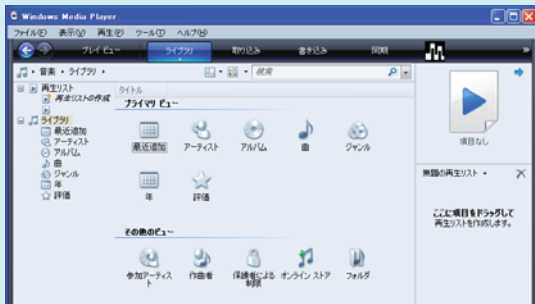 Windows Media Player
ファイル(F) 表示(V) 再生(P) ツール(T) ヘルプ(H)
プレイ ビュー ライブラリ 取り込み 書き込み 同期
音楽 ライブラリ 検索
再生リスト
再生リストの作成
ライブラリ
最近追加
アーティスト
アルバム
曲
ジャンル
年
評価
タイトル
プライマリ ビュー
最近追加 アーティスト アルバム 曲 ジャンル
年 評価
その他のビュー
参加アーティスト 作曲者 保護者による制限 オンライン ストア フォルダ
項目なし
無題の再生リスト
ここに項目をドラッグして
再生リストを作成します。